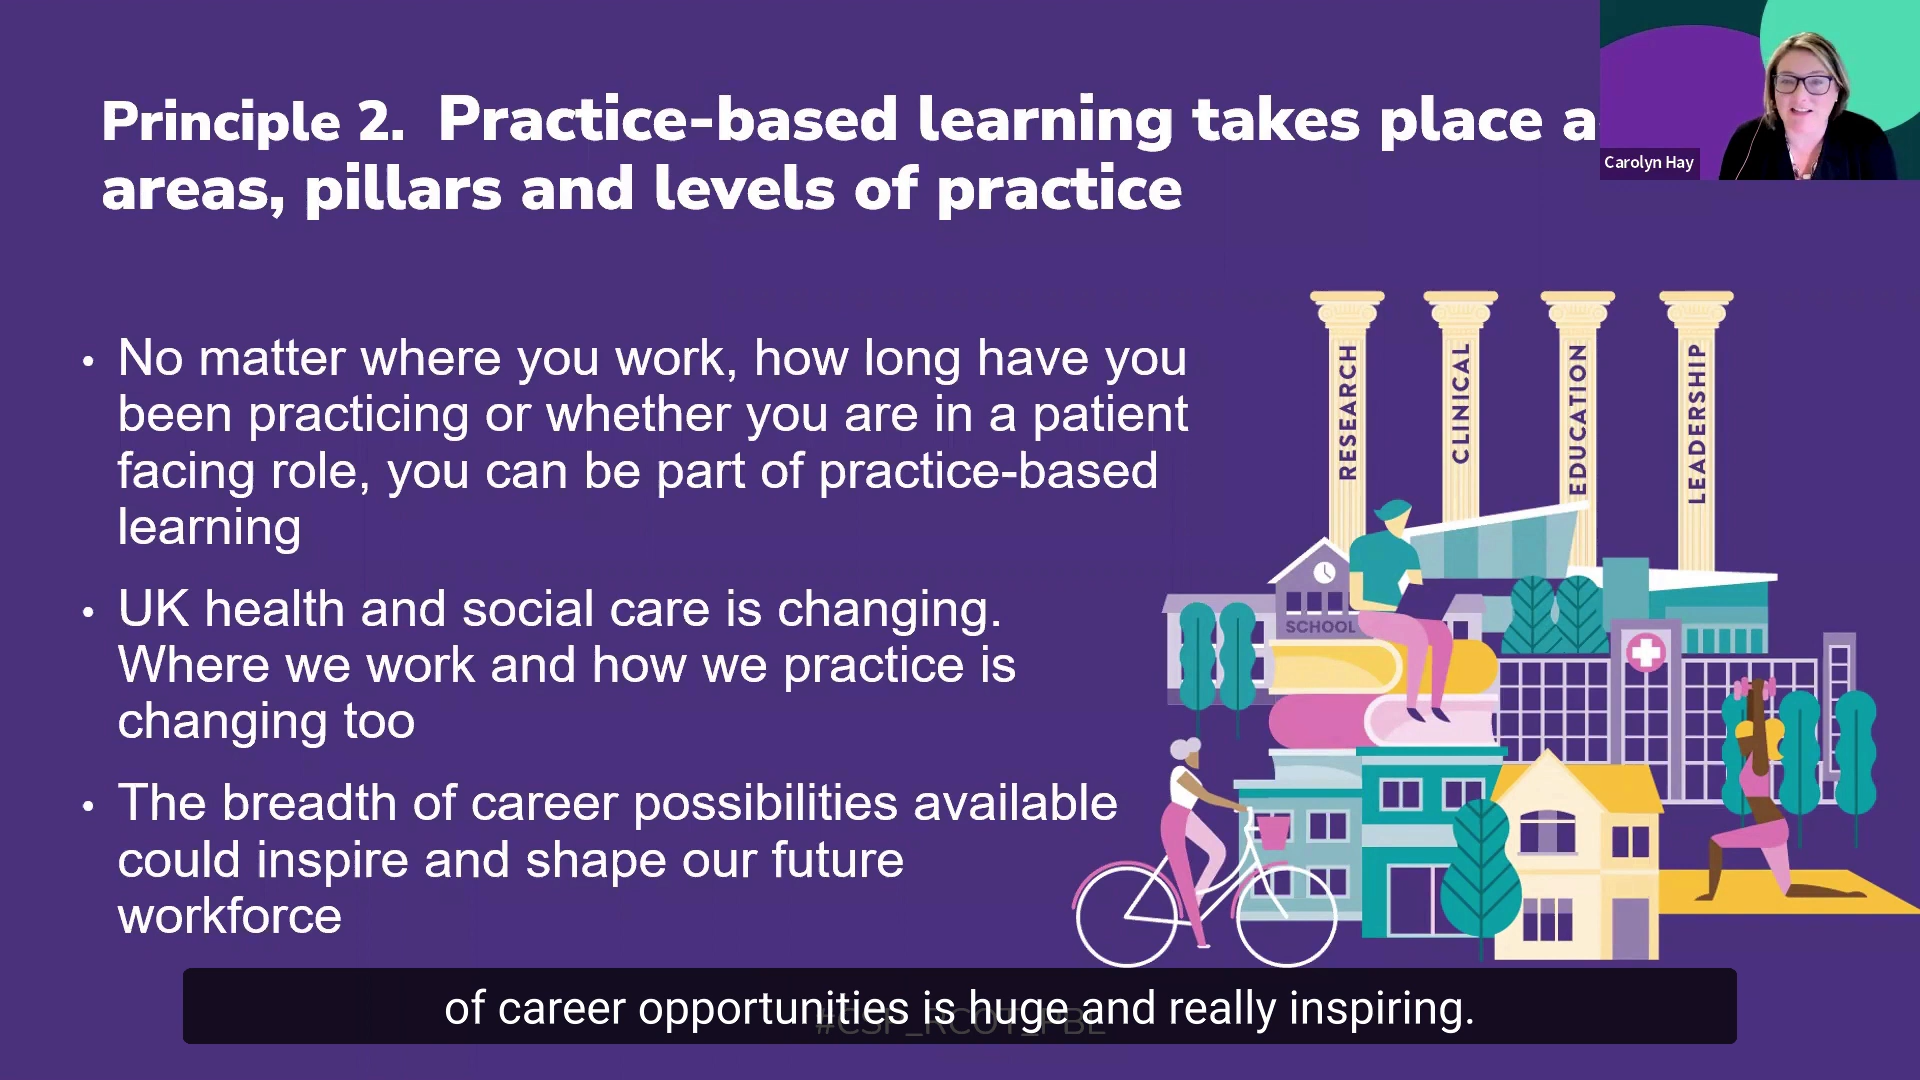 Principle 2. Practice-based learning takes place a
areas, pillars and levels of practice
Carolyn Hay
• No matter where you work, how long have you
been practicing or whether you are in a patient
facing role, you can be part of practice-based
learning
• UK health and social care is changing.
Where we work and how we practice is
changing too
• The breadth of career possibilities available
could inspire and shape our future
workforce
RESEARCH
CLINICAL
EDUCATION
LEADERSHIP
SCHOOL
of career opportunities is huge and really inspiring.
#CSP_RCOT_PBL